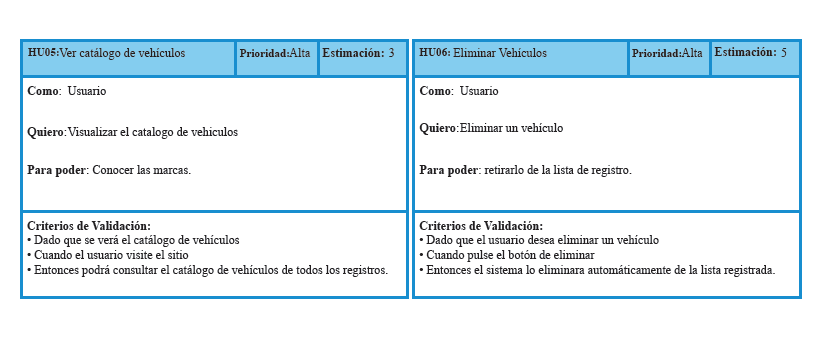 HU05:Ver catálogo de vehículos Prioridad:Alta Estimación: 3
Como: Usuario
Quiero:Visualizar el catalogo de vehiculos
Para poder: Conocer las marcas.
Criterios de Validación:
• Dado que se verá el catálogo de vehículos
• Cuando el usuario visite el sitio
• Entonces podrá consultar el catálogo de vehículos de todos los registros.
HU06: Eliminar Vehículos Prioridad:Alta Estimación: 5
Como: Usuario
Quiero:Eliminar un vehículo
Para poder: retirarlo de la lista de registro.
Criterios de Validación:
• Dado que el usuario desea eliminar un vehículo
• Cuando pulse el botón de eliminar
• Entonces el sistema lo eliminara automáticamente de la lista registrada.